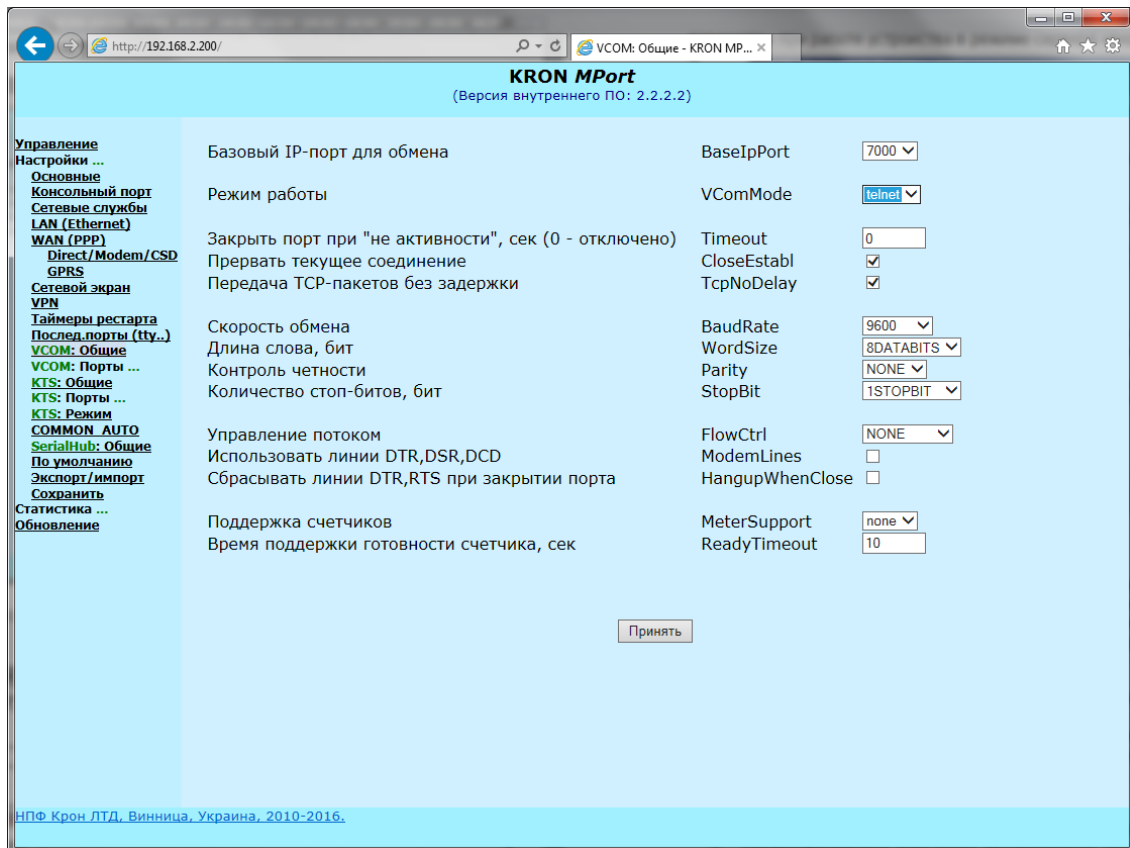 http://192.168.2.200/
VCOM: Общие - KRON MP...
KRON MPort
(Версия внутреннего ПО: 2.2.2.2)
Управление
Настройки ...
Основные
Консольный порт
Сетевые службы
LAN (Ethernet)
WAN (PPP)
Direct/Modem/CSD
GPRS
Сетевой экран
VPN
Таймеры рестарта
Послед.порты (tty..)
VCOM: Общие
VCOM: Порты ...
KTS: Общие
KTS: Порты ...
KTS: Режим
COMMON_AUTO
SerialHub: Общие
По умолчанию
Экспорт/импорт
Сохранить
Статистика ...
Обновление
Базовый IP-порт для обмена BaseIpPort 7000
Режим работы VComMode telnet
Закрыть порт при "не активности", сек (0 - отключено) Timeout 0
Прервать текущее соединение CloseEstabl
Передача TCP-пакетов без задержки TcpNoDelay
Скорость обмена BaudRate 9600
Длина слова, бит WordSize 8DATABITS
Контроль четности Parity NONE
Количество стоп-битов, бит StopBit 1STOPBIT
Управление потоком FlowCtrl NONE
Использовать линии DTR,DSR,DCD ModemLines
Сбрасывать линии DTR,RTS при закрытии порта HangupWhenClose
Поддержка счетчиков MeterSupport none
Время поддержки готовности счетчика, сек ReadyTimeout 10
Принять
НПФ Крон ЛТД, Винница, Украина, 2010-2016.